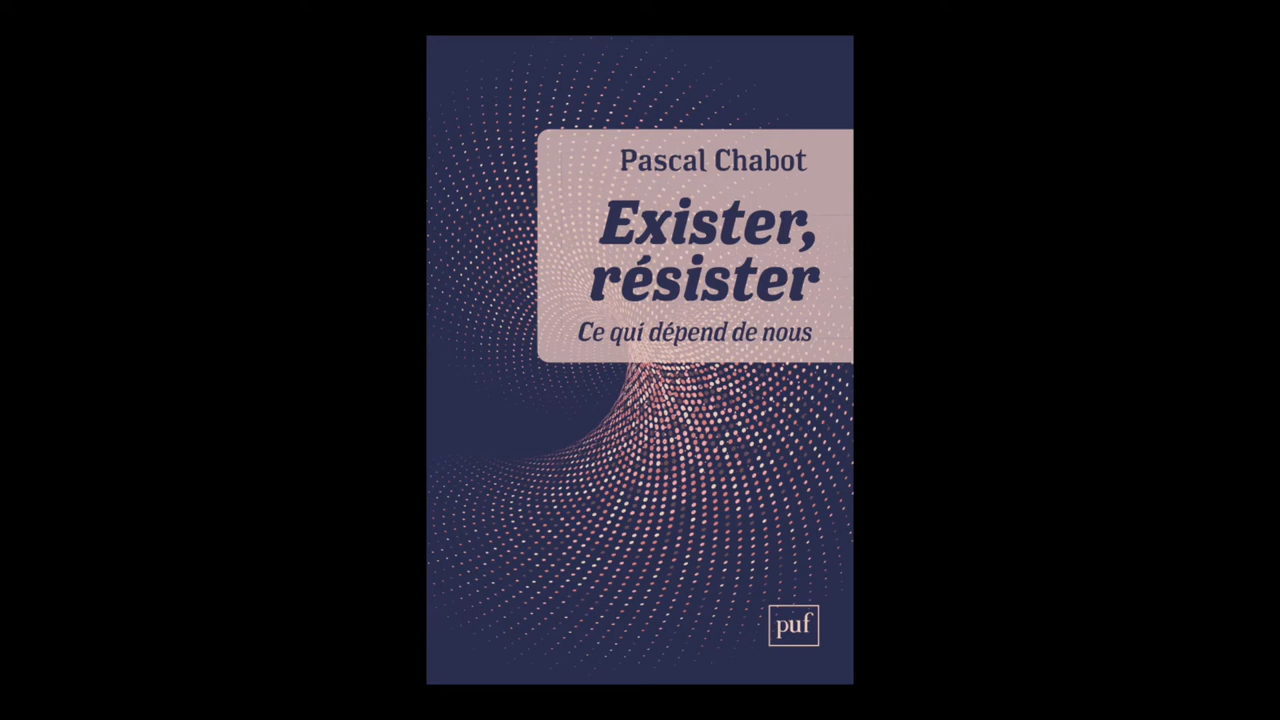 Pascal Chabot
Exister,
résister
Ce qui dépend de nous
puf